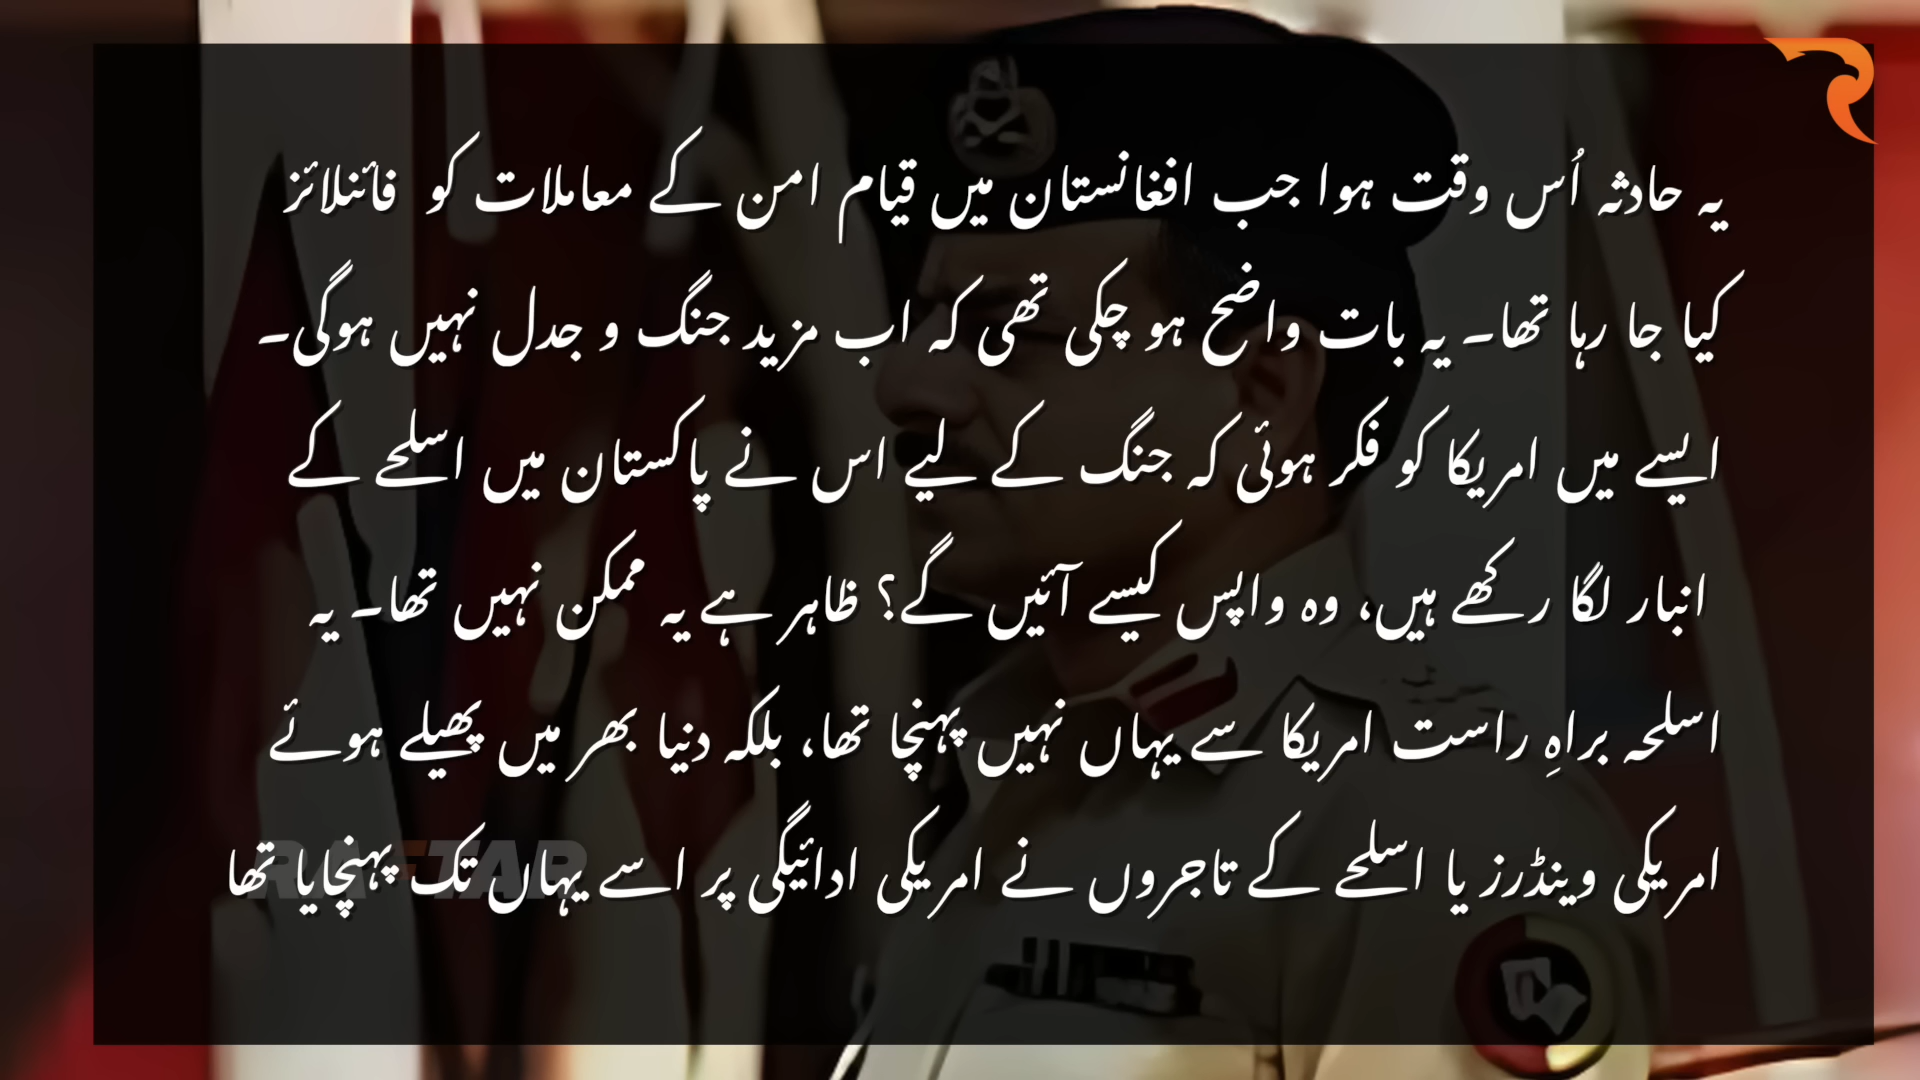 یہ حادثہ اُس وقت ہوا جب افغانستان میں قیام امن کے معاملات کو فائنلائز
کیا جا رہا تھا۔ یہ بات واضح ہو چکی تھی کہ اب مزید جنگ و جدل نہیں ہوگی۔
ایسے میں امریکا کو فکر ہوئی کہ جنگ کے لیے اس نے پاکستان میں اسلحے کے
انبار لگا رکھے ہیں، وہ واپس کیسے آئیں گے؟ ظاہر ہے یہ ممکن نہیں تھا۔ یہ
اسلحہ براہِ راست امریکا سے یہاں نہیں پہنچا تھا، بلکہ دنیا بھر میں پھیلے ہوئے
امریکی وینڈرز یا اسلحے کے تاجروں نے امریکی ادائیگی پر اسے یہاں تک پہنچایا تھا
RAFTAR